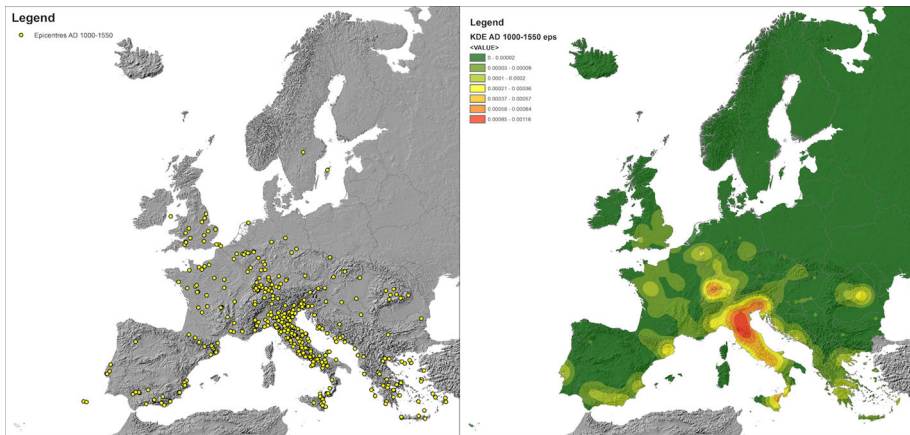 Legend
Epicentres AD 1000-1550
Legend
KDE AD 1000-1550 eps
<VALUE>
0 - 0.00002
0.00003 - 0.00009
0.0001 - 0.0002
0.00021 - 0.00036
0.00037 - 0.00057
0.00058 - 0.00084
0.00085 - 0.00118